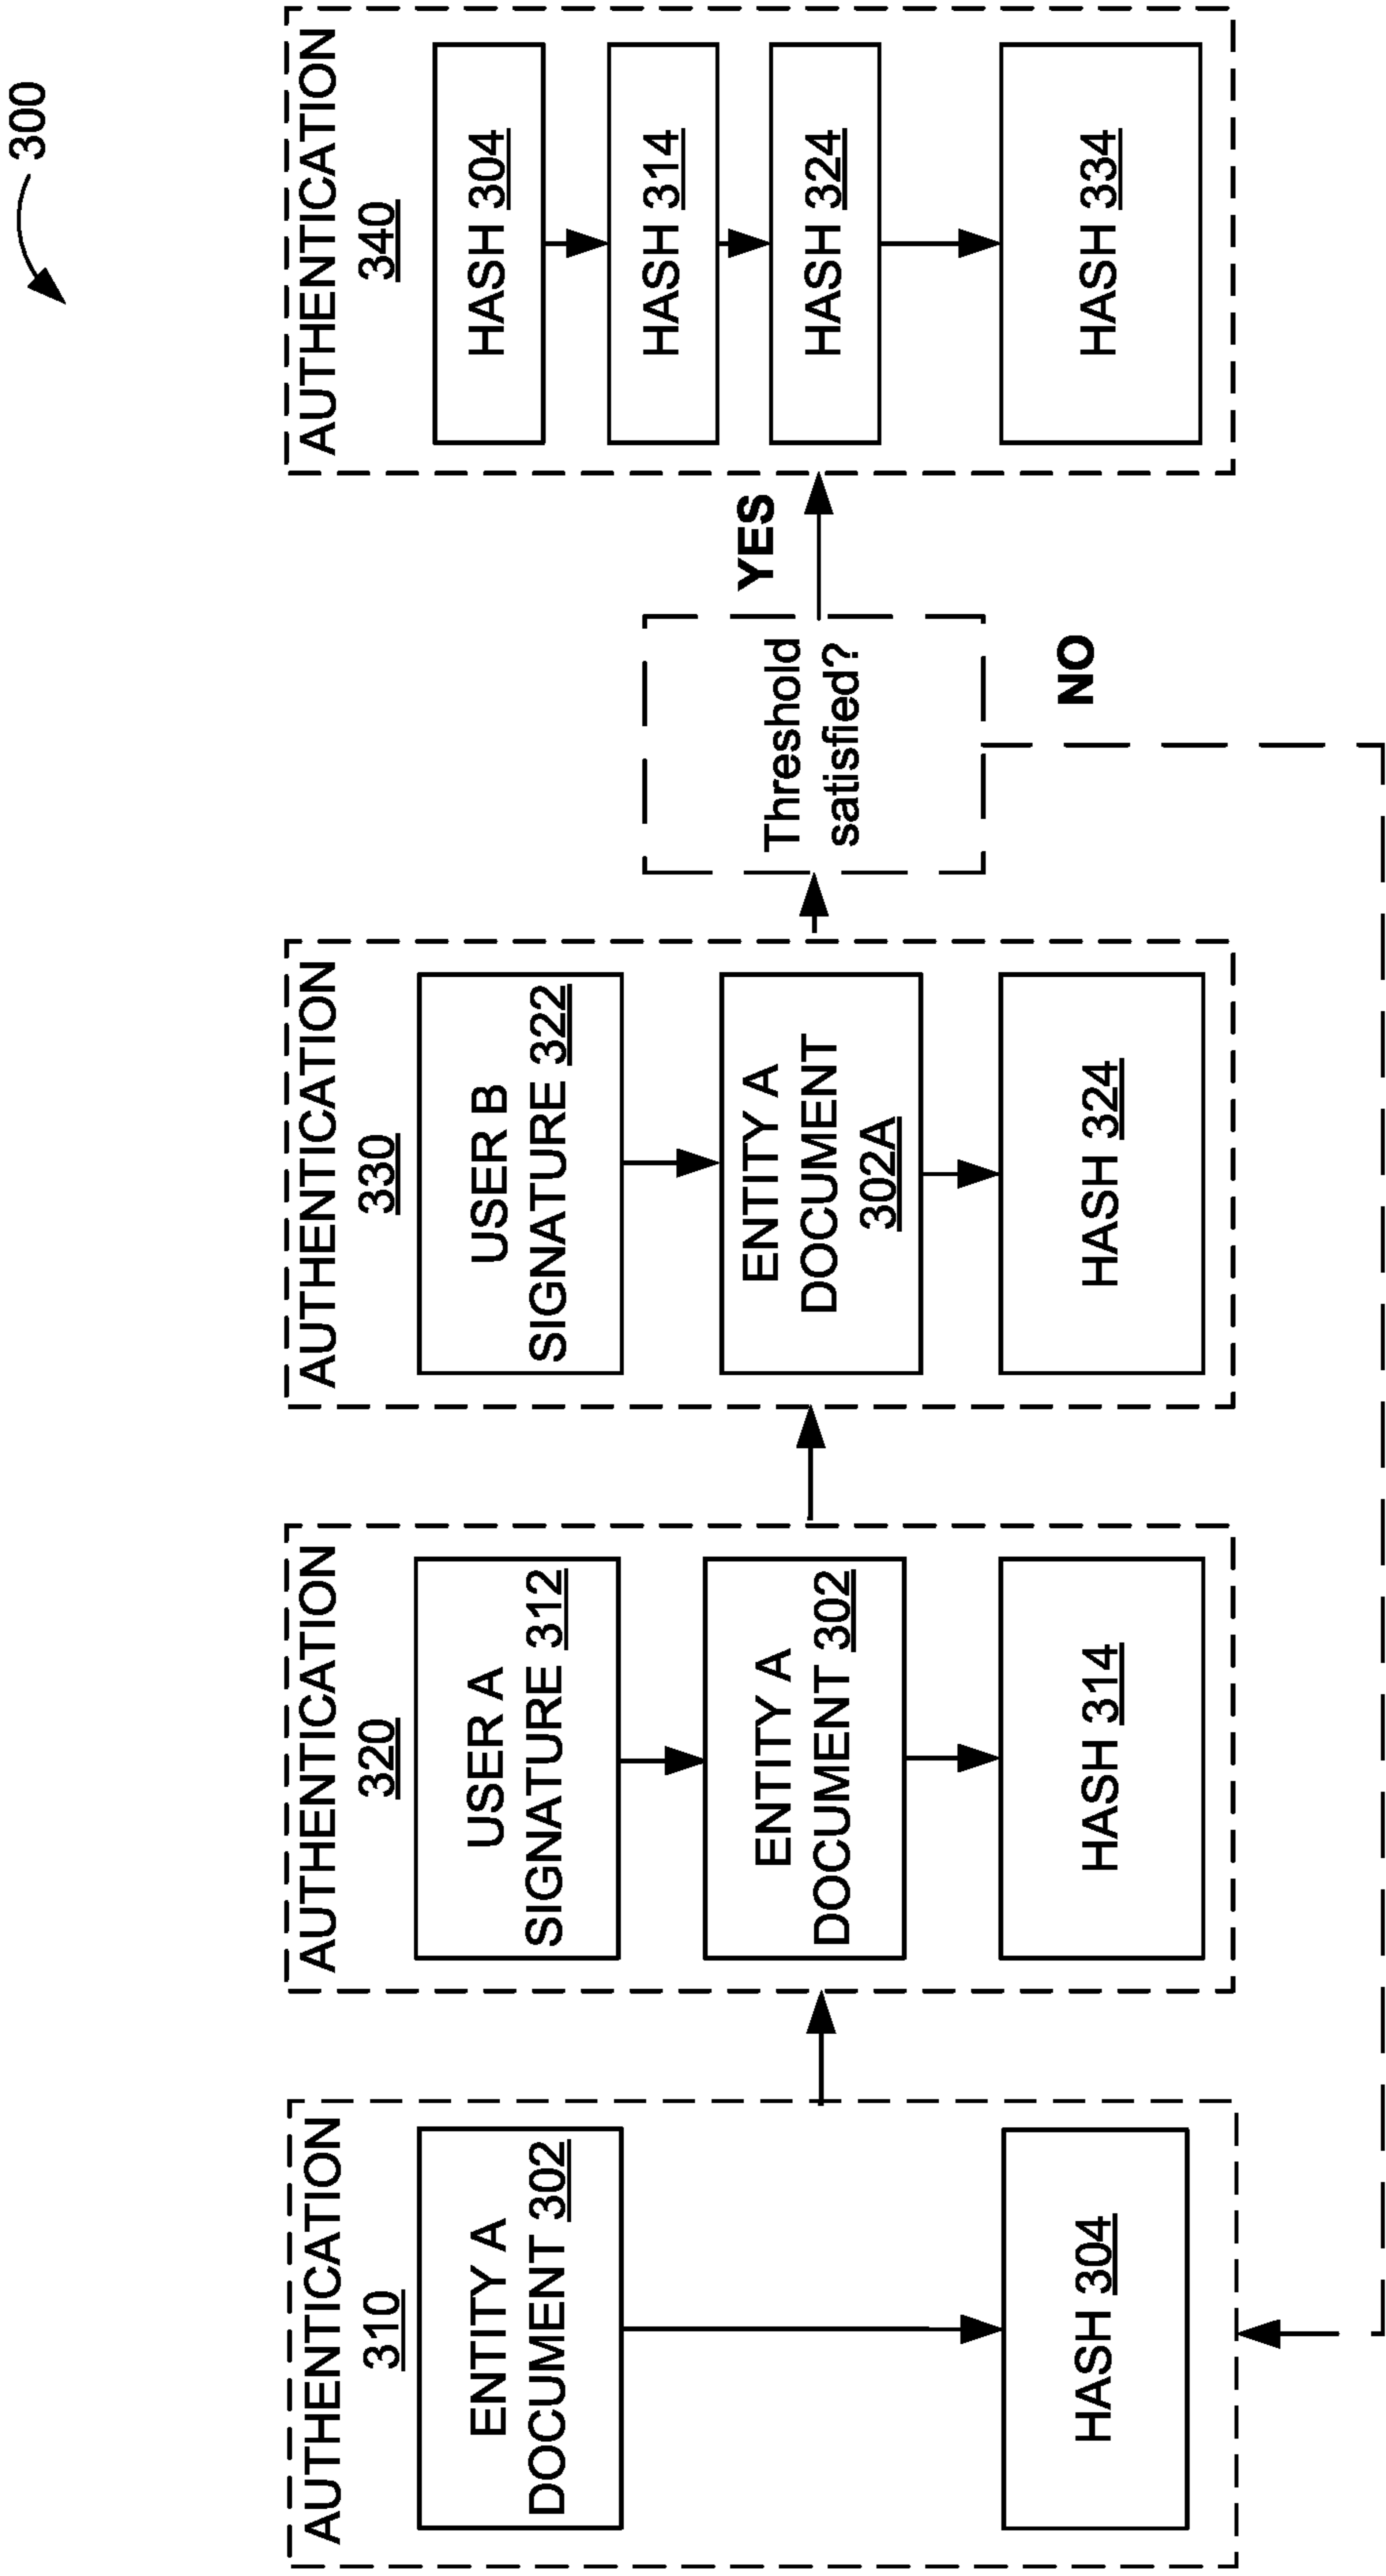 300
AUTHENTICATION
310
ENTITY A
DOCUMENT 302
HASH 304
AUTHENTICATION
320
USER A
SIGNATURE 312
ENTITY A
DOCUMENT 302
HASH 314
AUTHENTICATION
330
USER B
SIGNATURE 322
ENTITY A
DOCUMENT
302A
HASH 324
Threshold
satisfied?
YES
NO
AUTHENTICATION
340
HASH 304
HASH 314
HASH 324
HASH 334